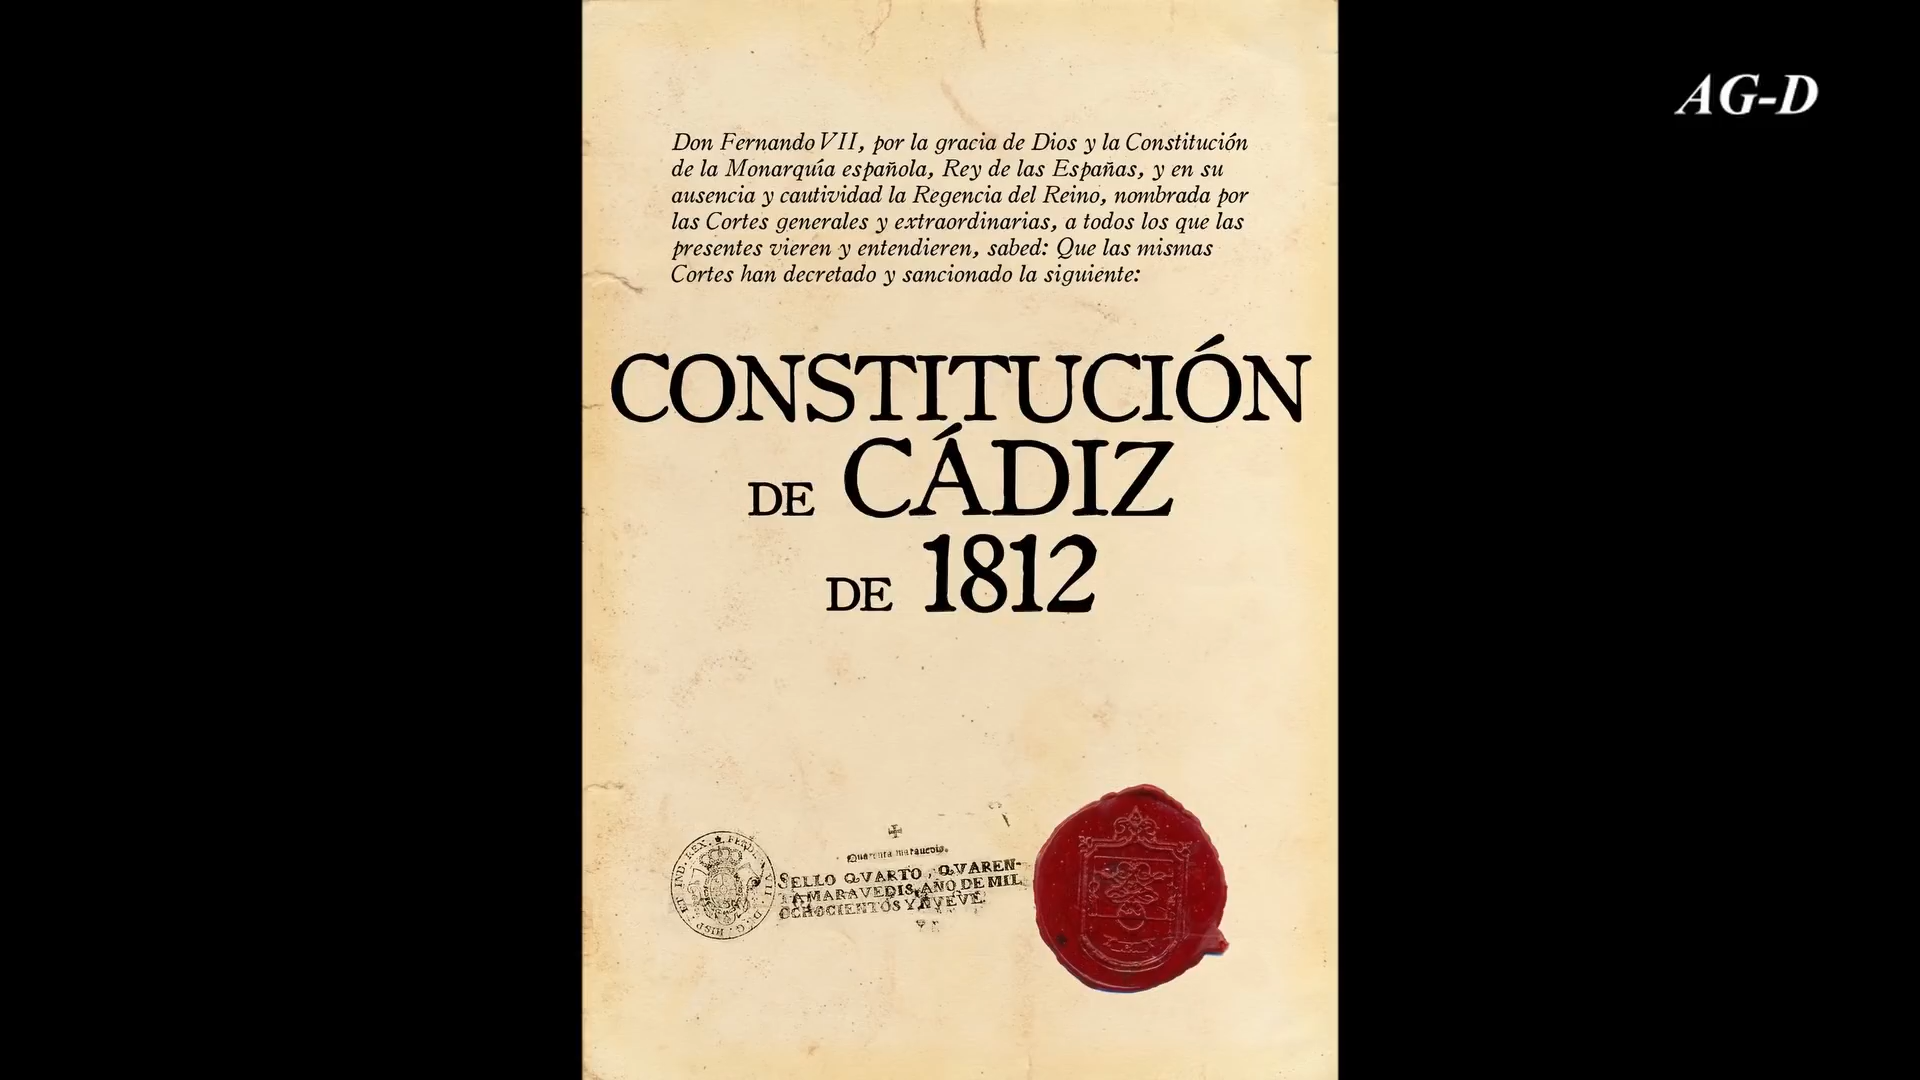 AG-D
Don Fernando VII, por la gracia de Dios y la Constitución
de la Monarquía española, Rey de las Españas, y en su
ausencia y cautividad la Regencia del Reino, nombrada por
las Cortes generales y extraordinarias, a todos los que las
presentes vieren y entendieren, sabed: Que las mismas
Cortes han decretado y sancionado la siguiente:
CONSTITUCIÓN
DE CÁDIZ
DE 1812
SELLO QVARTO, QVAREN-
TA MARAVEDIS, AÑO DE MIL
OCHOCIENTOS Y NVEVE.